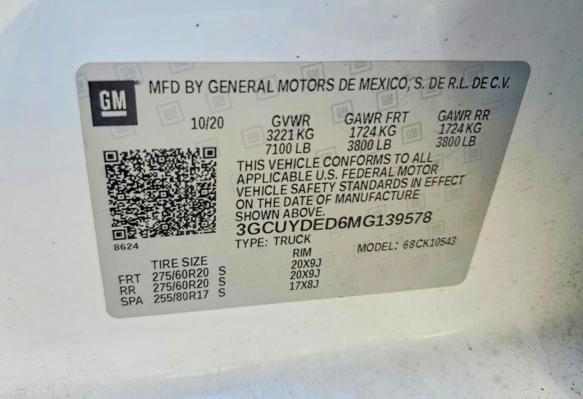 GM
MFD BY GENERAL MOTORS DE MEXICO, S. DE R.L. DE C.V.
10/20 GVWR GAWR FRT GAWR RR
3221 KG 1724 KG 1724 KG
7100 LB 3800 LB 3800 LB
THIS VEHICLE CONFORMS TO ALL
APPLICABLE U.S. FEDERAL MOTOR
VEHICLE SAFETY STANDARDS IN EFFECT
ON THE DATE OF MANUFACTURE
SHOWN ABOVE.
8624
3GCUYDED6MG139578
TYPE: TRUCK MODEL: 68CK10543
TIRE SIZE RIM
FRT 275/60R20 S 20X9J
RR 275/60R20 S 20X9J
SPA 255/80R17 S 17X8J